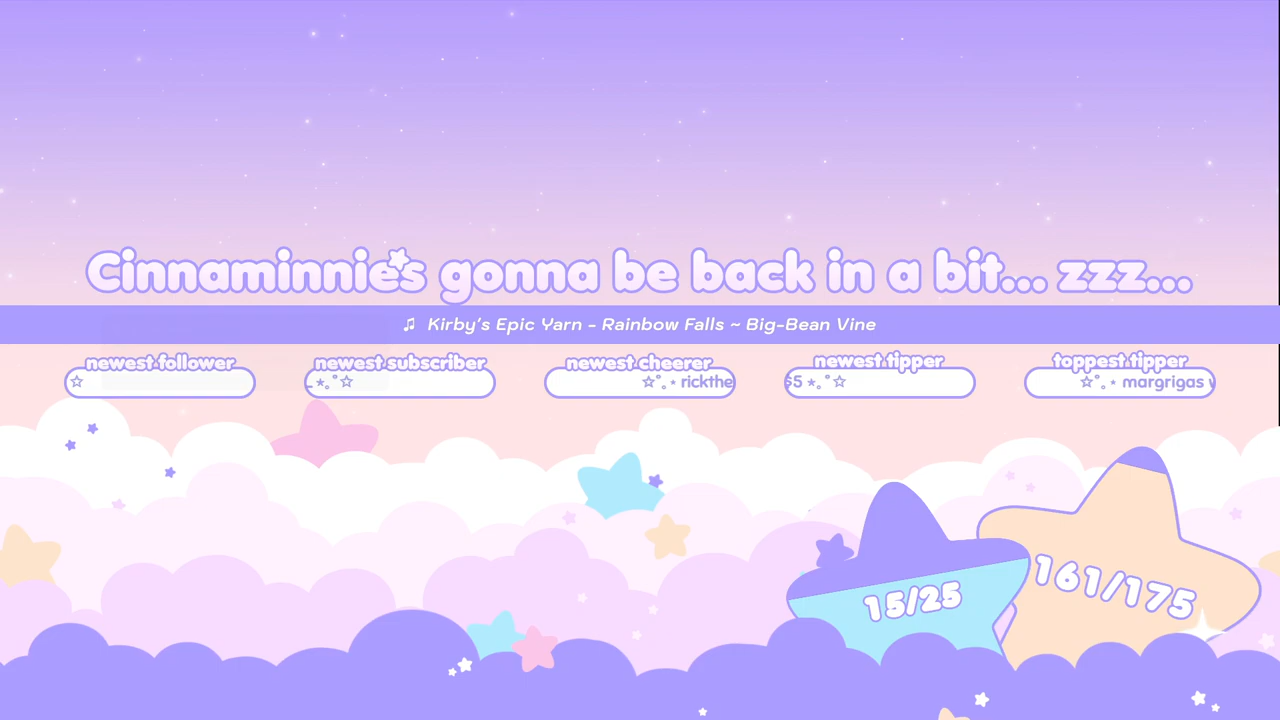 Cinnaminnies gonna be back in a bit... zzz...
♫ Kirby's Epic Yarn - Rainbow Falls ~ Big-Bean Vine
newest follower
newest subscriber
newest cheerer
newest tipper
toppest tipper
☆
_ ⋆｡˚☆
☆˚｡⋆ rickthe
$5 ⋆｡˚☆
☆˚｡⋆ margrigas
15/25
161/175